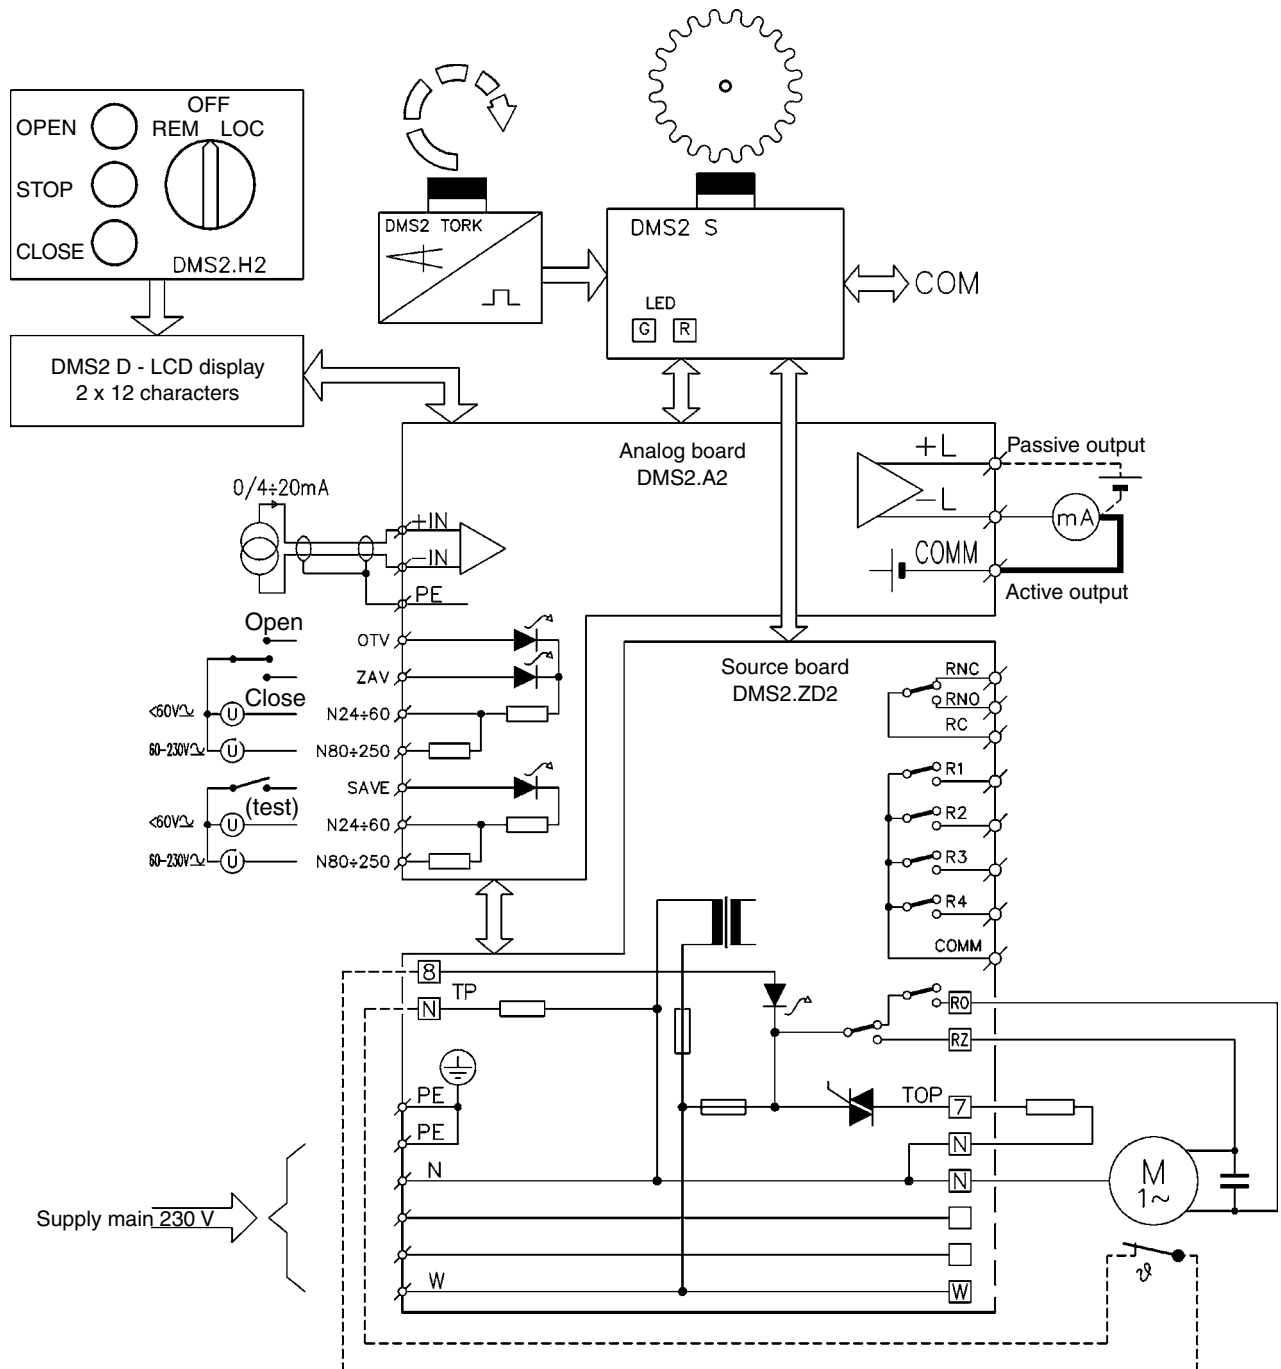 OFF
OPEN
REM LOC
STOP
CLOSE
DMS2.H2
DMS2 TORK
DMS2 S
LED
G R
COM
DMS2 D - LCD display
2 x 12 characters
Analog board
DMS2.A2
+L
Passive output
−L
mA
COMM
Active output
0/4÷20mA
+IN
−IN
PE
Open
OTV
ZAV
Close
<60V
U
N24÷60
60-230V
U
N80÷250
SAVE
(test)
<60V
U
N24÷60
60-230V
U
N80÷250
Source board
DMS2.ZD2
RNC
RNO
RC
R1
R2
R3
R4
COMM
8
TP
N
RO
RZ
PE
TOP
7
PE
N
N
N
M
1~
Supply main 230 V
W
W
ϑ